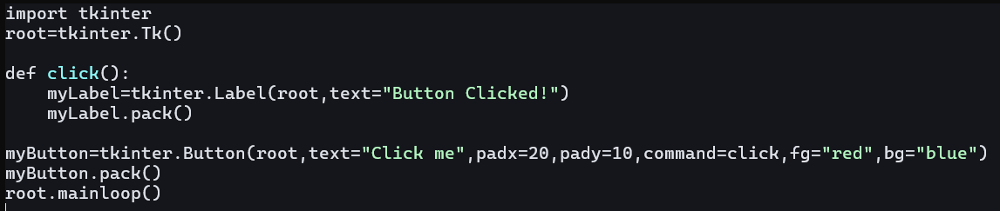 import tkinter
root=tkinter.Tk()

def click():
    myLabel=tkinter.Label(root,text="Button Clicked!")
    myLabel.pack()

myButton=tkinter.Button(root,text="Click me",padx=20,pady=10,command=click,fg="red",bg="blue")
myButton.pack()
root.mainloop()